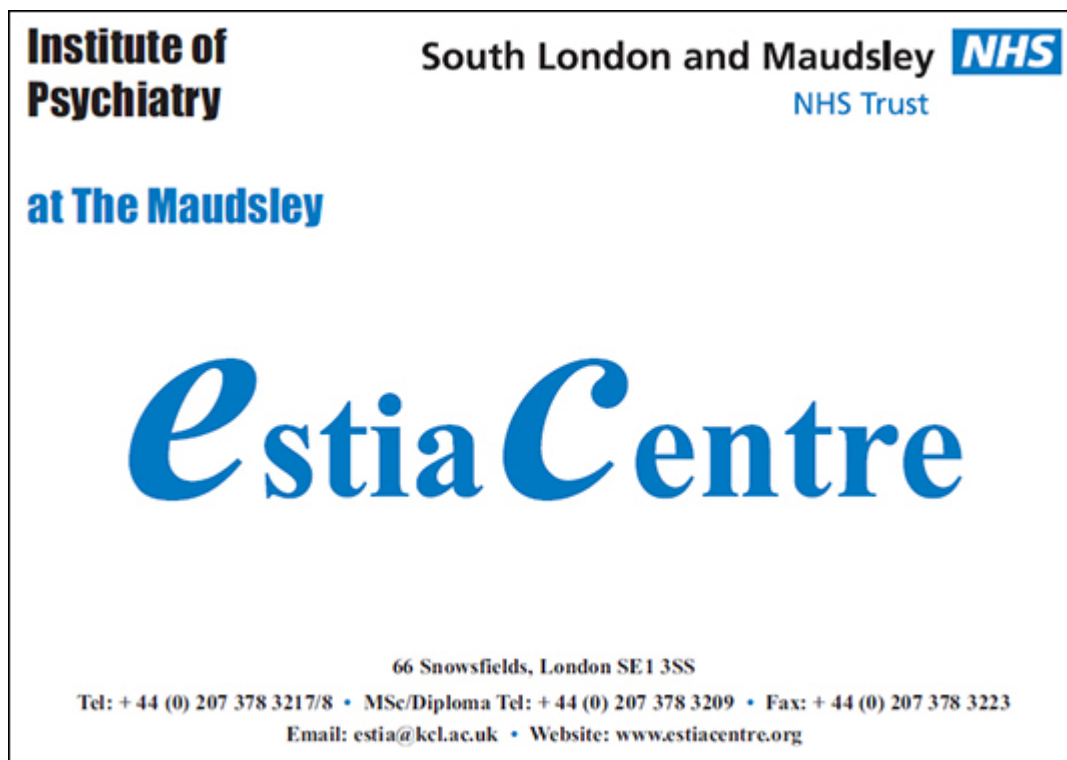 Institute of
Psychiatry
at The Maudsley
South London and Maudsley NHS
NHS Trust
estia Centre
66 Snowsfields, London SE1 3SS
Tel: + 44 (0) 207 378 3217/8 • MSc/Diploma Tel: + 44 (0) 207 378 3209 • Fax: + 44 (0) 207 378 3223
Email: estia@kcl.ac.uk • Website: www.estiacentre.org